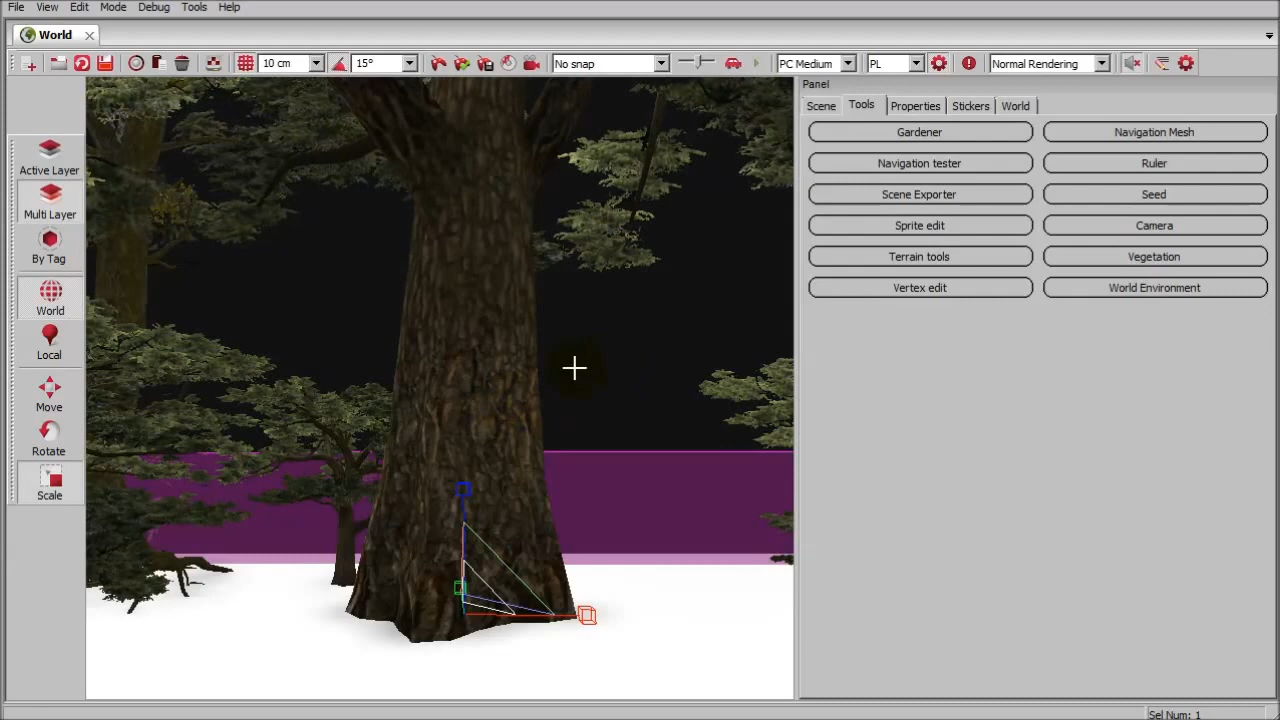 File View Edit Mode Debug Tools Help
World
10 cm 15° No snap PC Medium PL Normal Rendering
Panel
Scene Tools Properties Stickers World
Gardener Navigation Mesh
Navigation tester Ruler
Scene Exporter Seed
Sprite edit Camera
Terrain tools Vegetation
Vertex edit World Environment
Active Layer
Multi Layer
By Tag
World
Local
Move
Rotate
Scale
Sel Num: 1